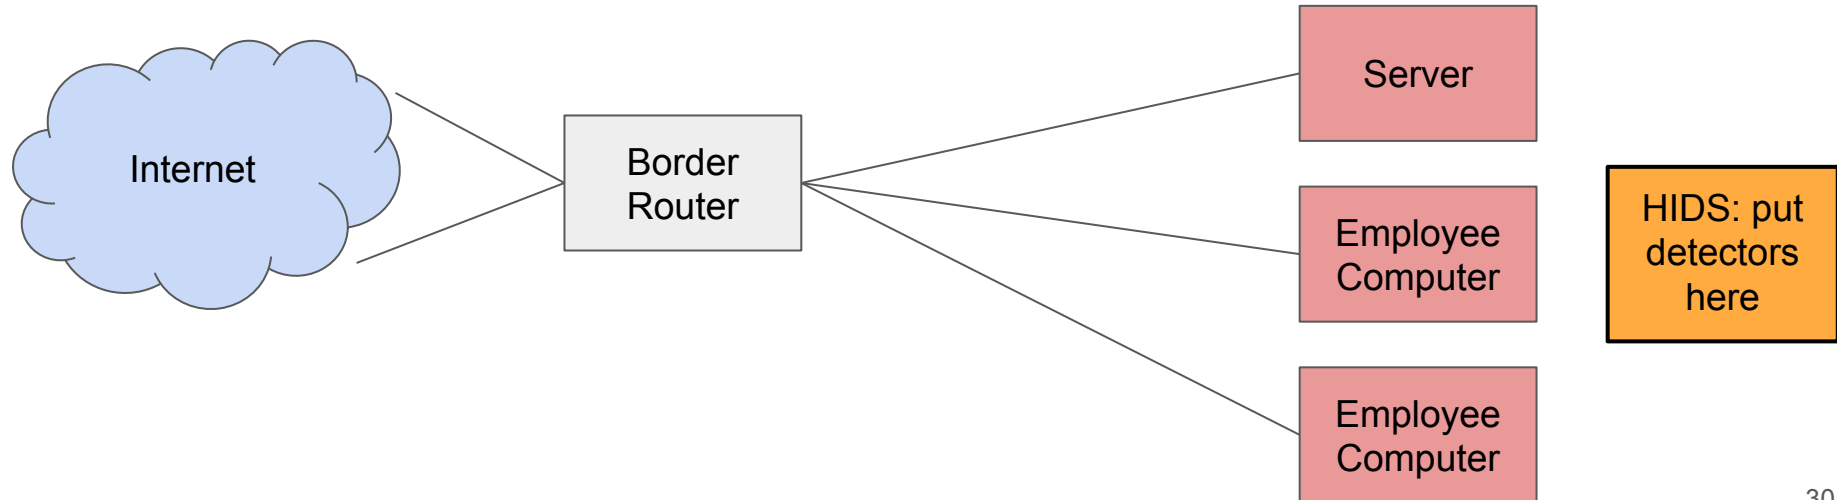 Internet
Border
Router
Server
Employee
Computer
Employee
Computer
HIDS: put
detectors
here
30